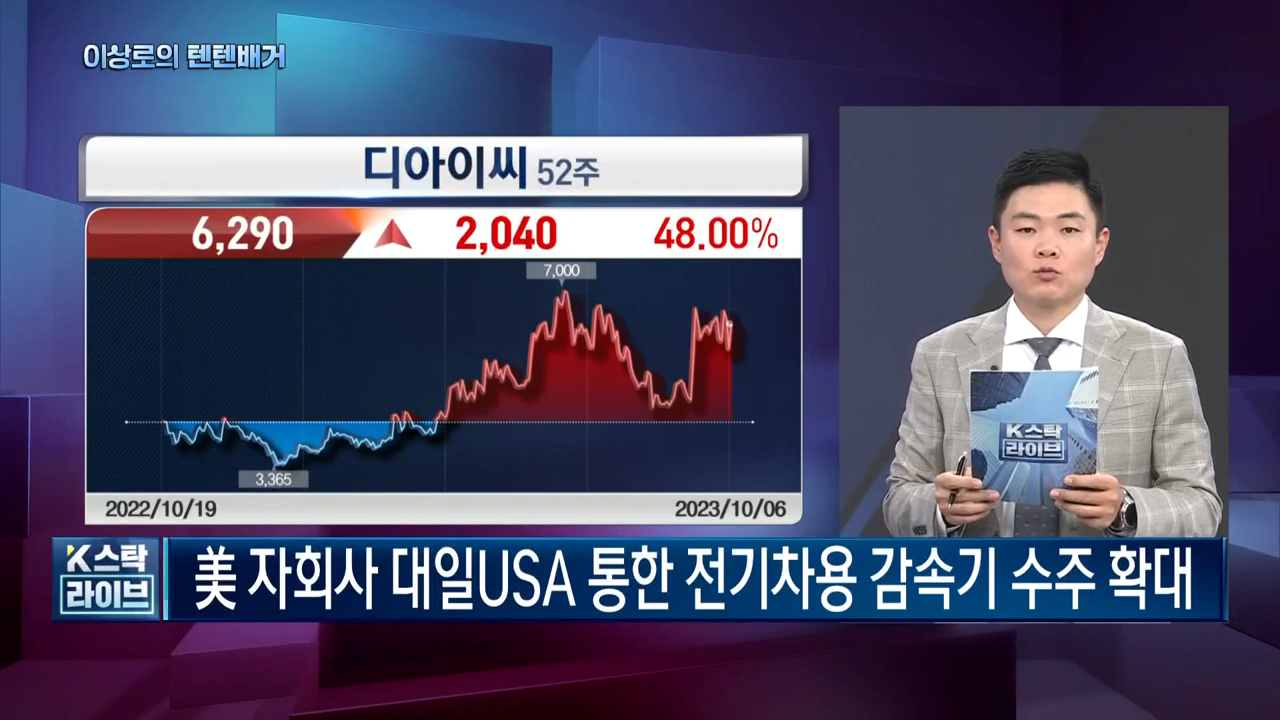 이상로의 텐텐배거
디아이씨 52주
6,290 ▲ 2,040 48.00%
7,000
3,365
2022/10/19 2023/10/06
K스탁
라이브
K스탁
라이브
美 자회사 대일USA 통한 전기차용 감속기 수주 확대